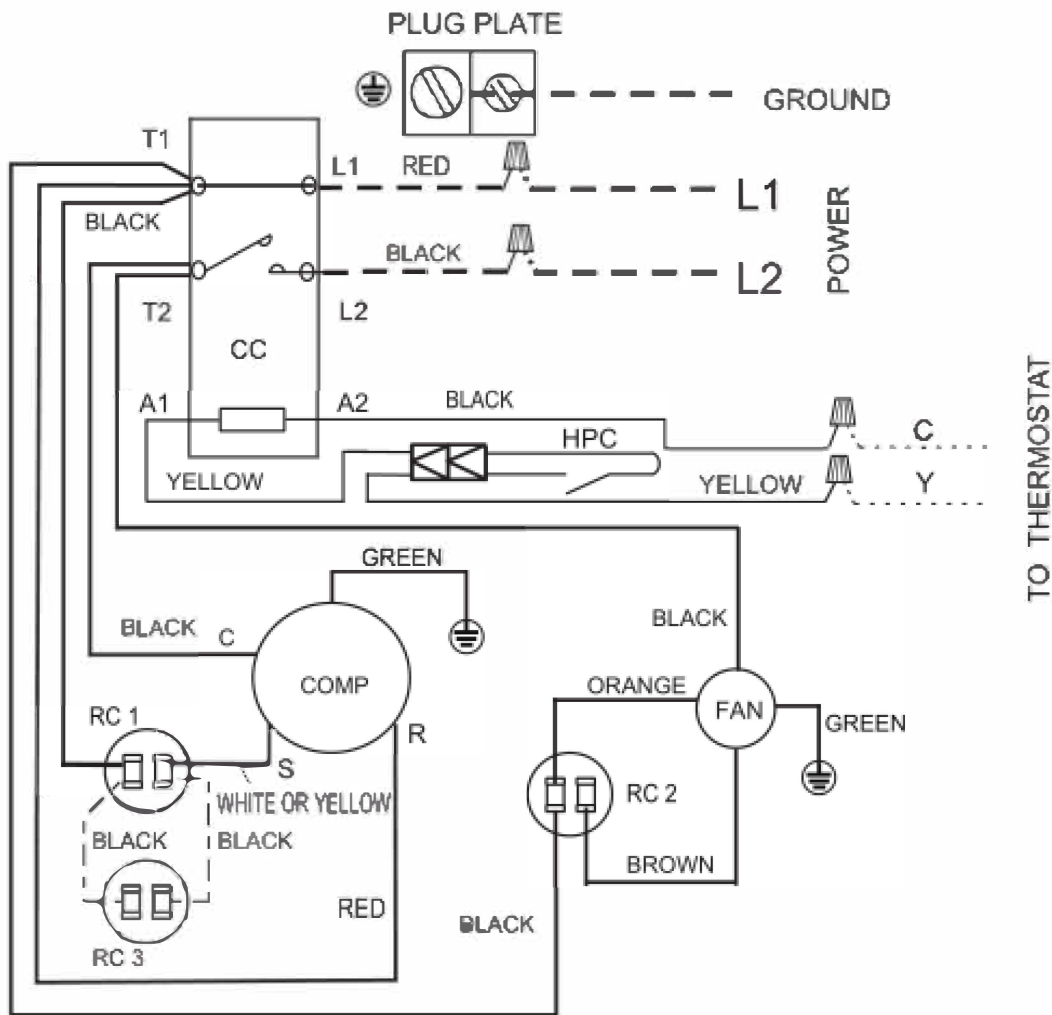 PLUG PLATE
GROUND
T1
L1
RED
L1
BLACK
BLACK
L2
POWER
T2
L2
CC
A1
A2
BLACK
HPC
C
YELLOW
YELLOW
Y
TO THERMOSTAT
GREEN
BLACK
C
BLACK
COMP
ORANGE
FAN
RC 1
R
GREEN
S
RC 2
WHITE OR YELLOW
BLACK
BLACK
BROWN
RED
BLACK
RC 3